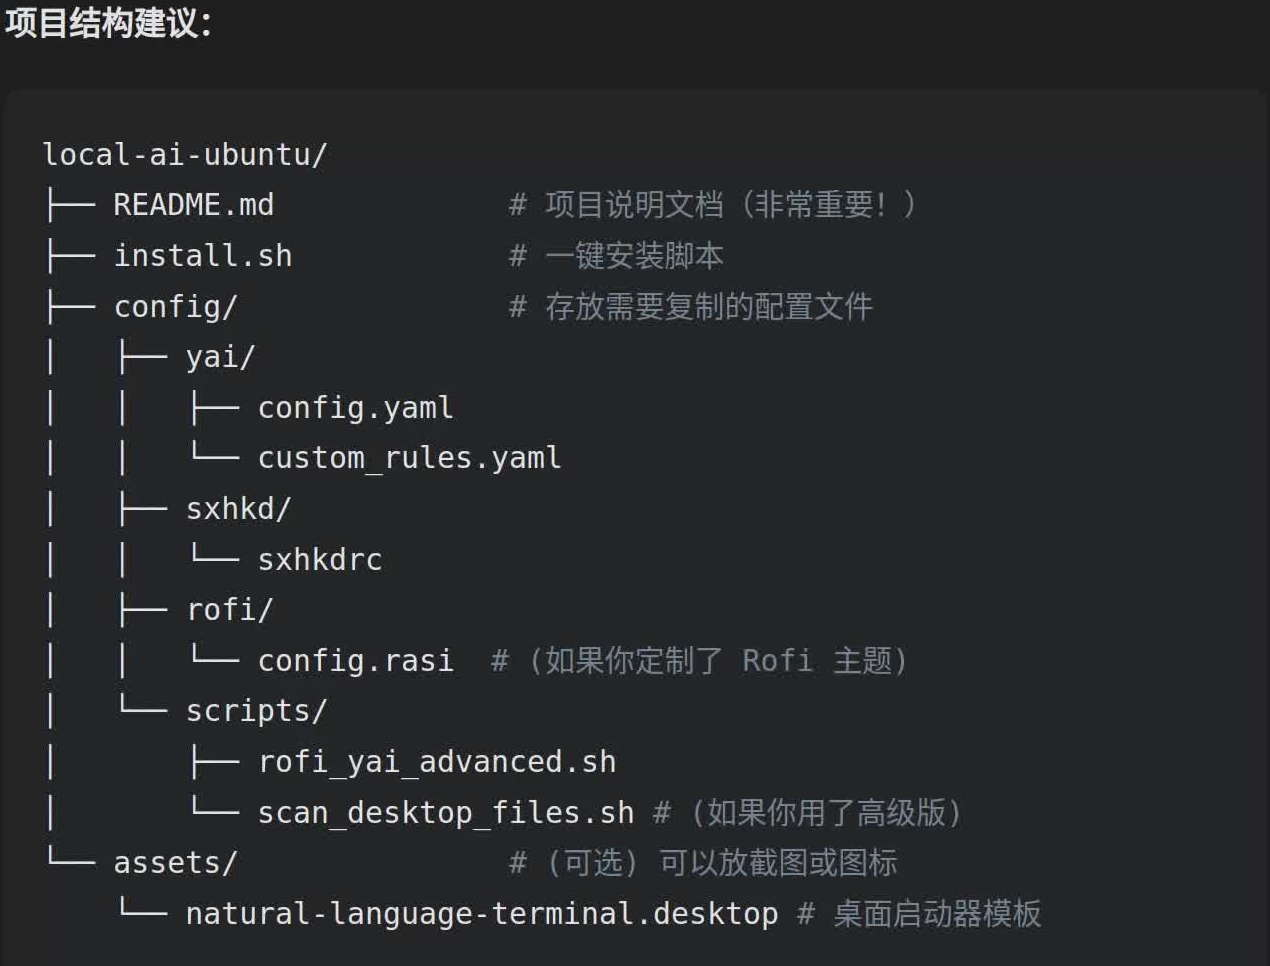 项目结构建议：
local-ai-ubuntu/
├── README.md             # 项目说明文档（非常重要！）
├── install.sh            # 一键安装脚本
├── config/               # 存放需要复制的配置文件
│   ├── yai/
│   │   ├── config.yaml
│   │   └── custom_rules.yaml
│   ├── sxhkd/
│   │   └── sxhkdrc
│   ├── rofi/
│   │   └── config.rasi  # (如果你定制了 Rofi 主题)
│   └── scripts/
│       ├── rofi_yai_advanced.sh
│       └── scan_desktop_files.sh # (如果你用了高级版)
└── assets/               # (可选) 可以放截图或图标
    └── natural-language-terminal.desktop # 桌面启动器模板